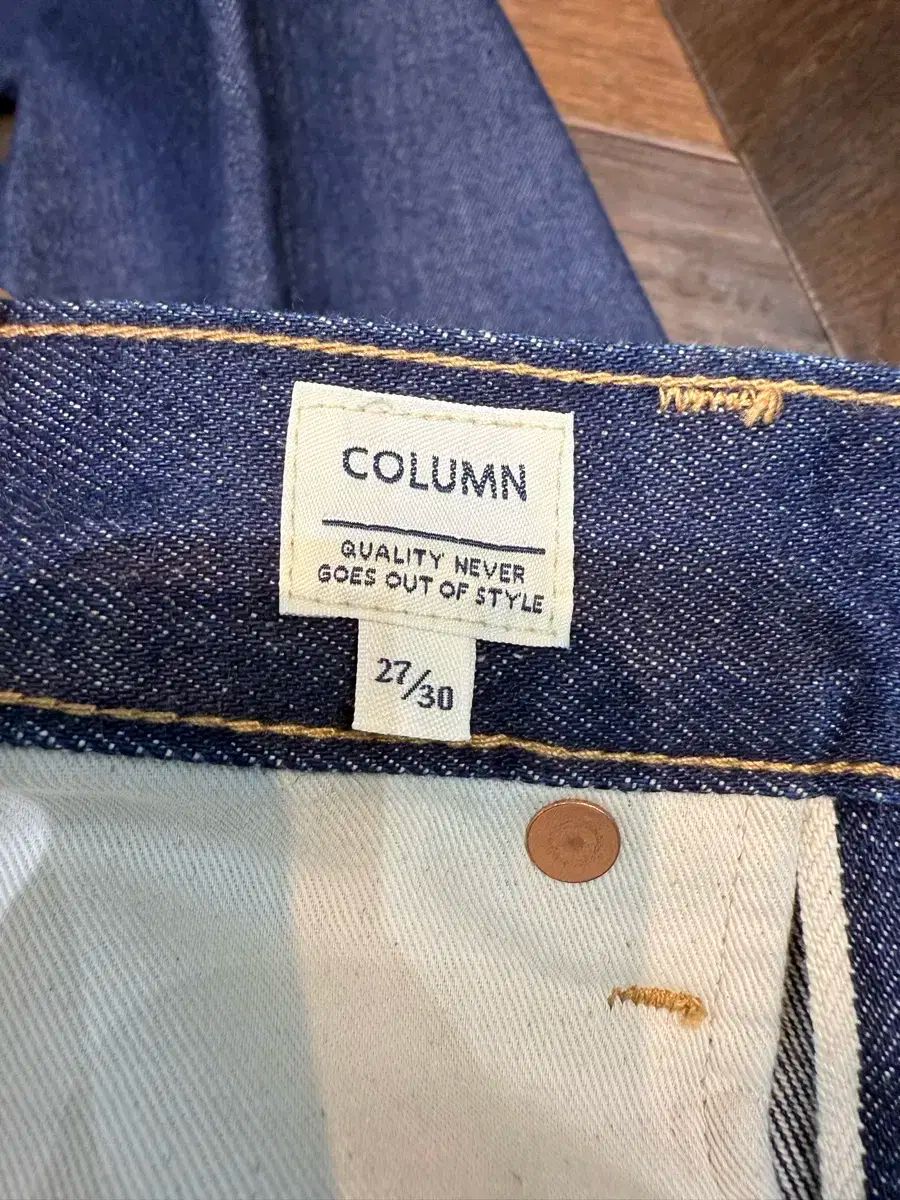 COLUMN
QUALITY NEVER
GOES OUT OF STYLE
27/30